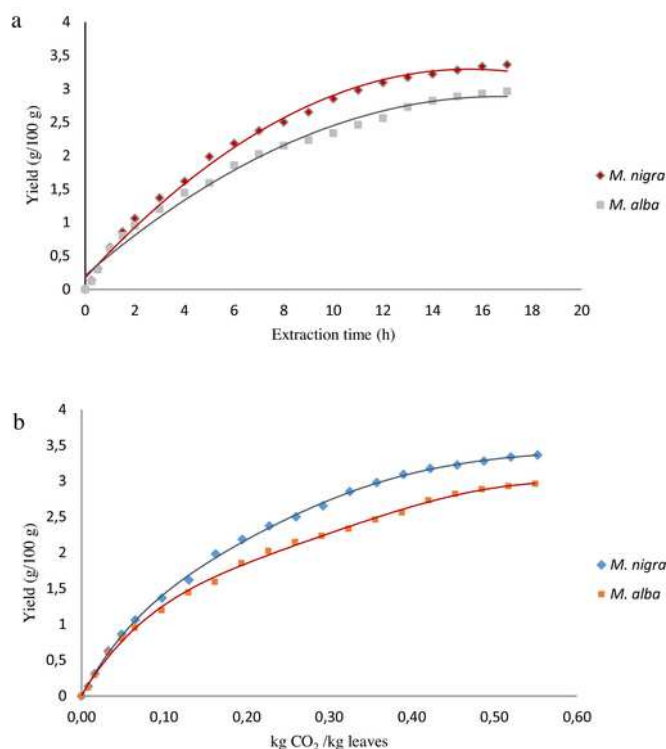 a
4
3,5
3
2,5
2
1,5
1
0,5
0
Yield (g/100 g)
0 2 4 6 8 10 12 14 16 18 20
Extraction time (h)
M. nigra
M. alba
b
4
3,5
3
2,5
2
1,5
1
0,5
0
Yield (g/100 g)
0,00 0,10 0,20 0,30 0,40 0,50 0,60
kg CO₂ /kg leaves
M. nigra
M. alba